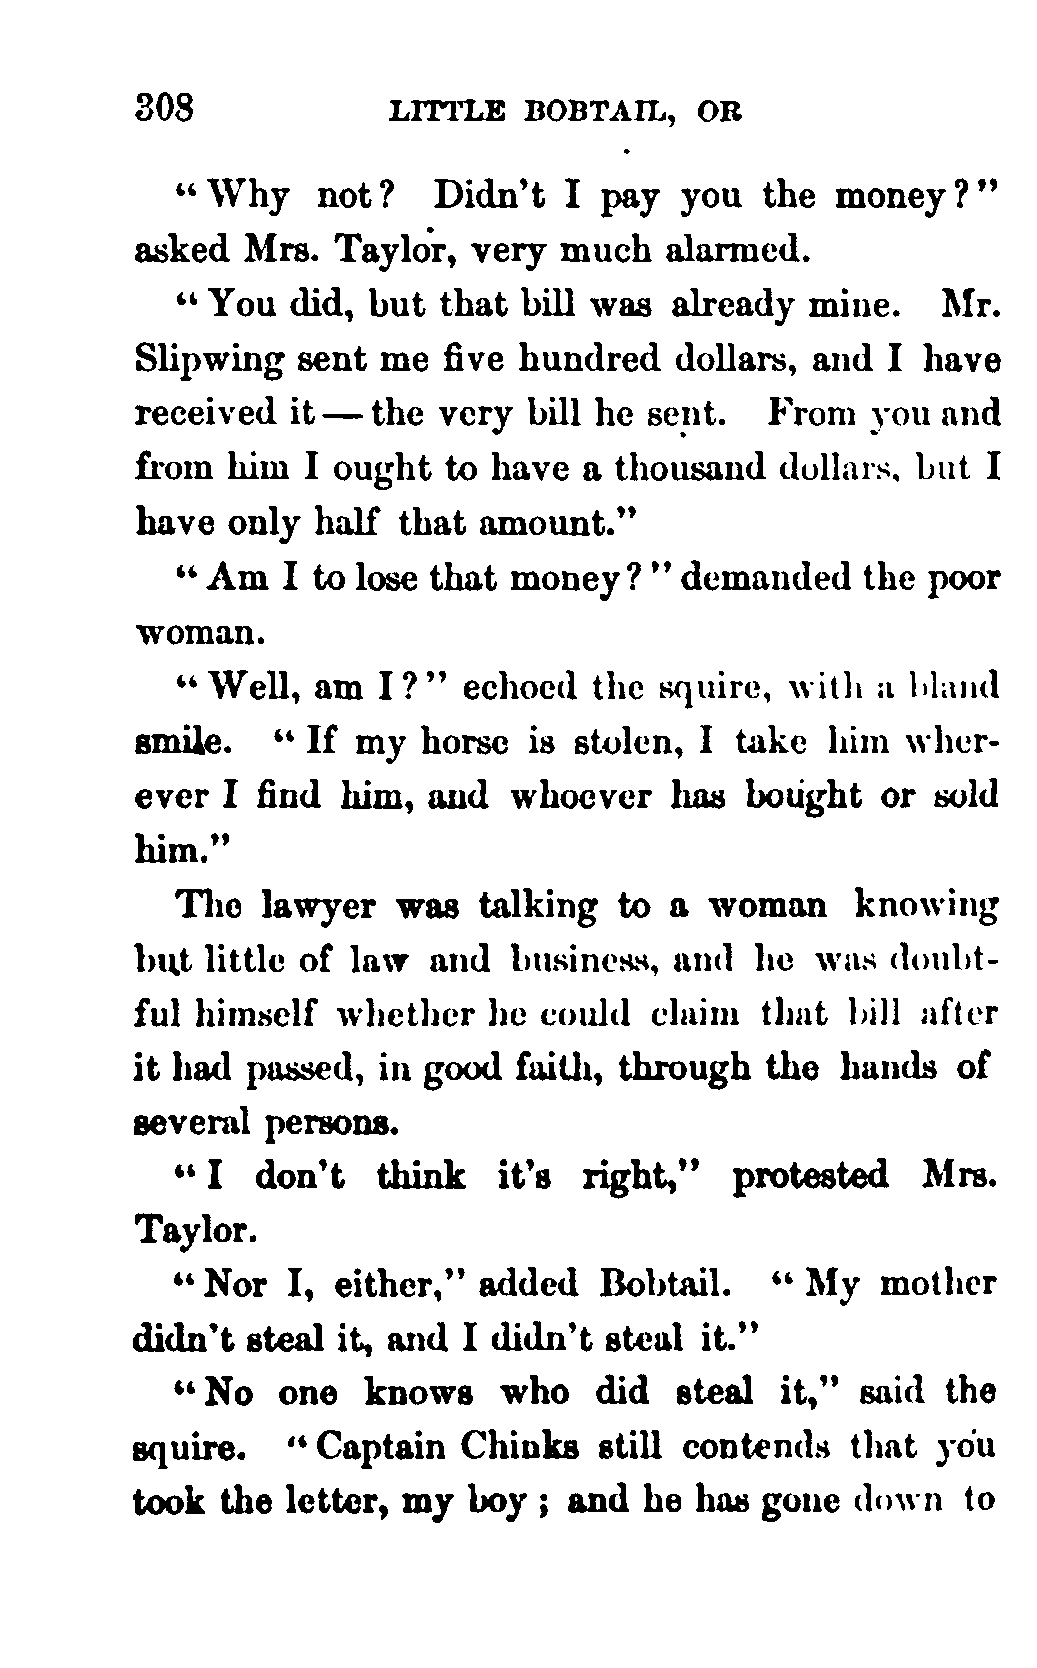 308 LITTLE BOBTAIL, OR
“Why not? Didn’t I pay you the money?”
asked Mrs. Taylor, very much alarmed.
“You did, but that bill was already mine. Mr.
Slipwing sent me five hundred dollars, and I have
received it — the very bill he sent. From you and
from him I ought to have a thousand dollars, but I
have only half that amount.”
“Am I to lose that money?” demanded the poor
woman.
“Well, am I?” echoed the squire, with a bland
smile. “If my horse is stolen, I take him wher-
ever I find him, and whoever has bought or sold
him.”
The lawyer was talking to a woman knowing
but little of law and business, and he was doubt-
ful himself whether he could claim that bill after
it had passed, in good faith, through the hands of
several persons.
“I don’t think it’s right,” protested Mrs.
Taylor.
“Nor I, either,” added Bobtail. “My mother
didn’t steal it, and I didn’t steal it.”
“No one knows who did steal it,” said the
squire. “Captain Chinks still contends that you
took the letter, my boy; and he has gone down to